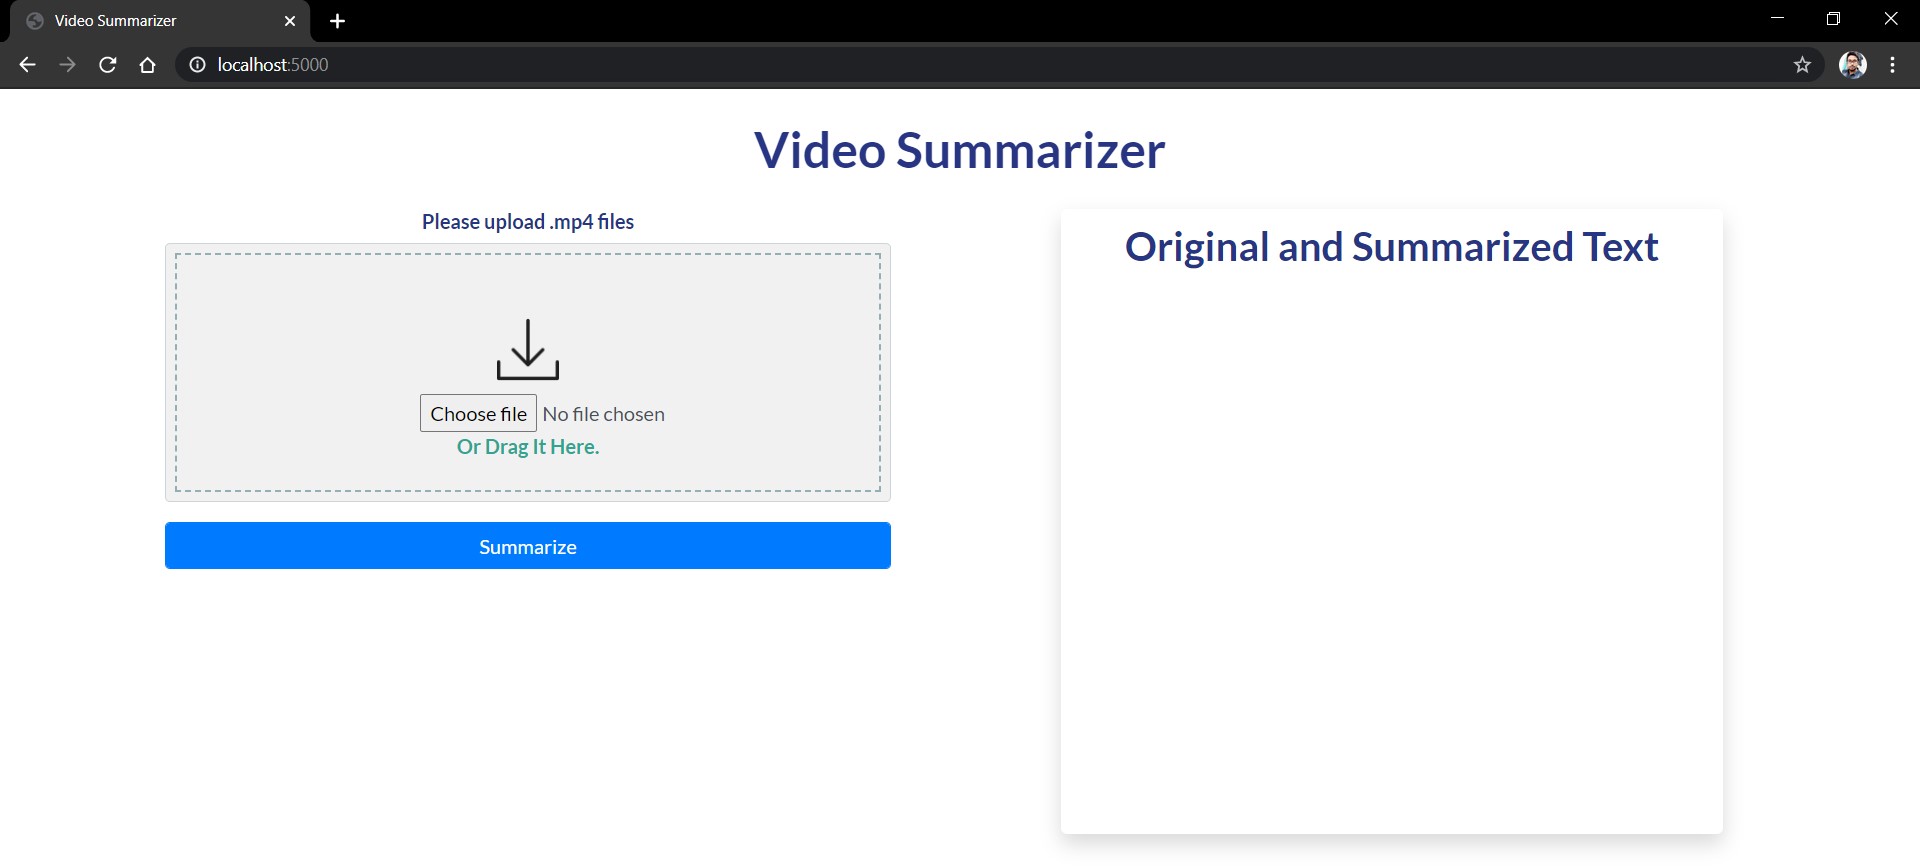 Video Summarizer
localhost:5000
Video Summarizer
Please upload .mp4 files
Choose file No file chosen
Or Drag It Here.
Summarize
Original and Summarized Text